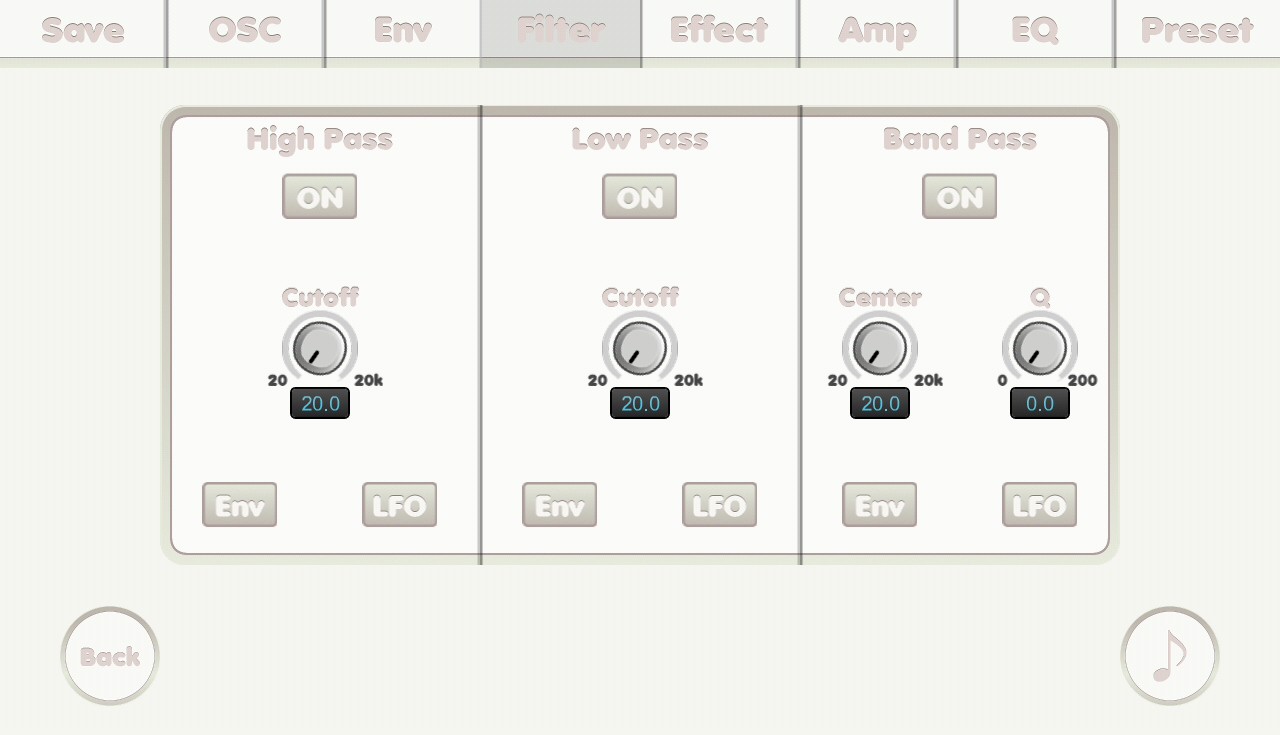 Save OSC Env Filter Effect Amp EQ Preset
High Pass Low Pass Band Pass
ON ON ON
Cutoff Cutoff Center Q
20 20k 20 20k 20 20k 0 200
20.0 20.0 20.0 0.0
Env LFO Env LFO Env LFO
Back